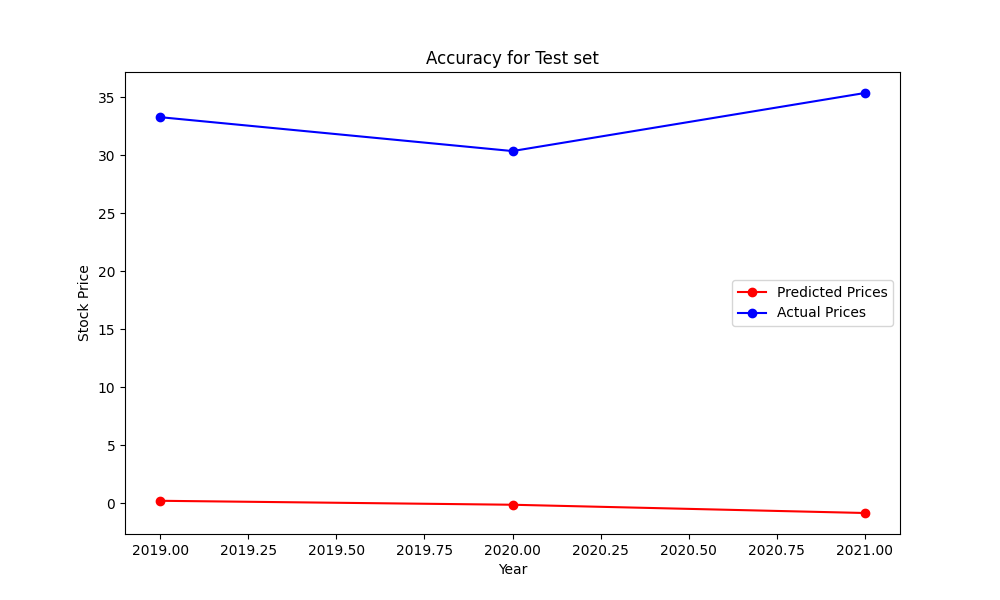 Accuracy for Test set
Stock Price
35
30
25
20
15
10
5
0
Predicted Prices
Actual Prices
2019.00 2019.25 2019.50 2019.75 2020.00 2020.25 2020.50 2020.75 2021.00
Year